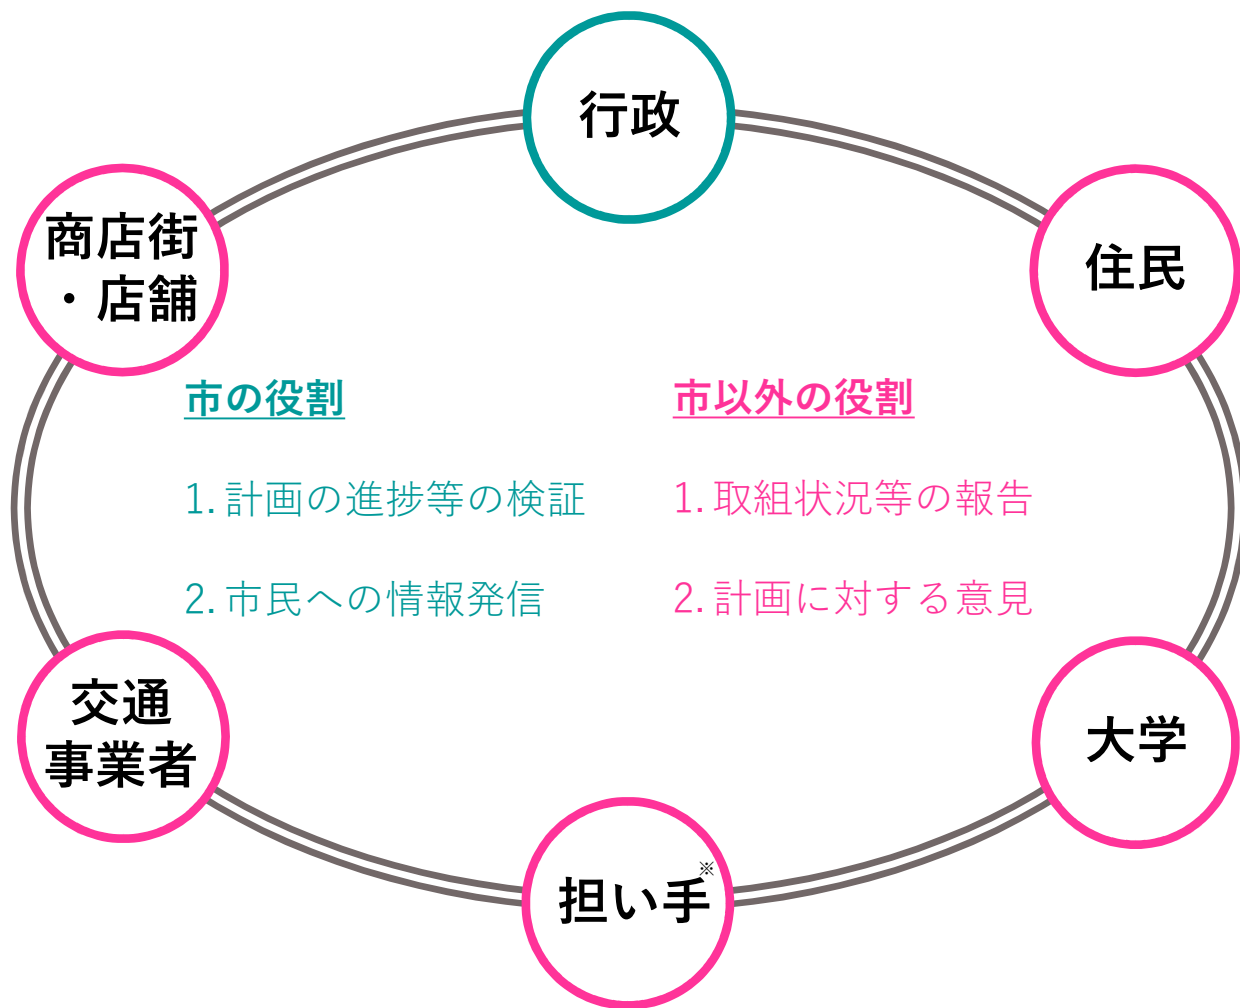 行政
商店街
・店舗
住民
市の役割
1. 計画の進捗等の検証
2. 市民への情報発信
市以外の役割
1. 取組状況等の報告
2. 計画に対する意見
交通
事業者
大学
担い手※